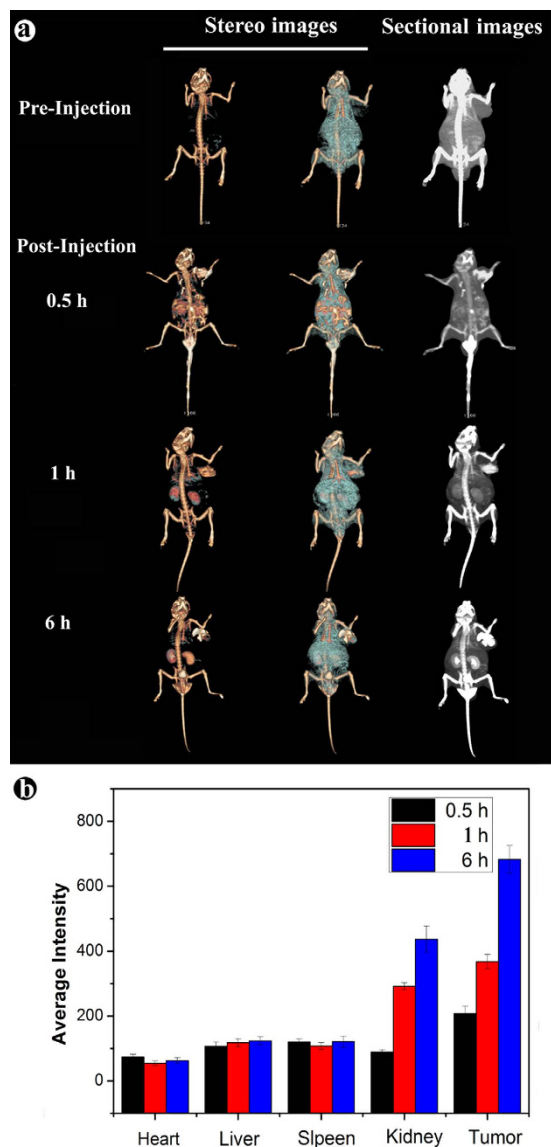 a
Stereo images Sectional images
Pre-Injection
Post-Injection
0.5 h
1 h
6 h
b
800
600
400
200
0
Average Intensity
0.5 h
1 h
6 h
Heart Liver Slpeen Kidney Tumor